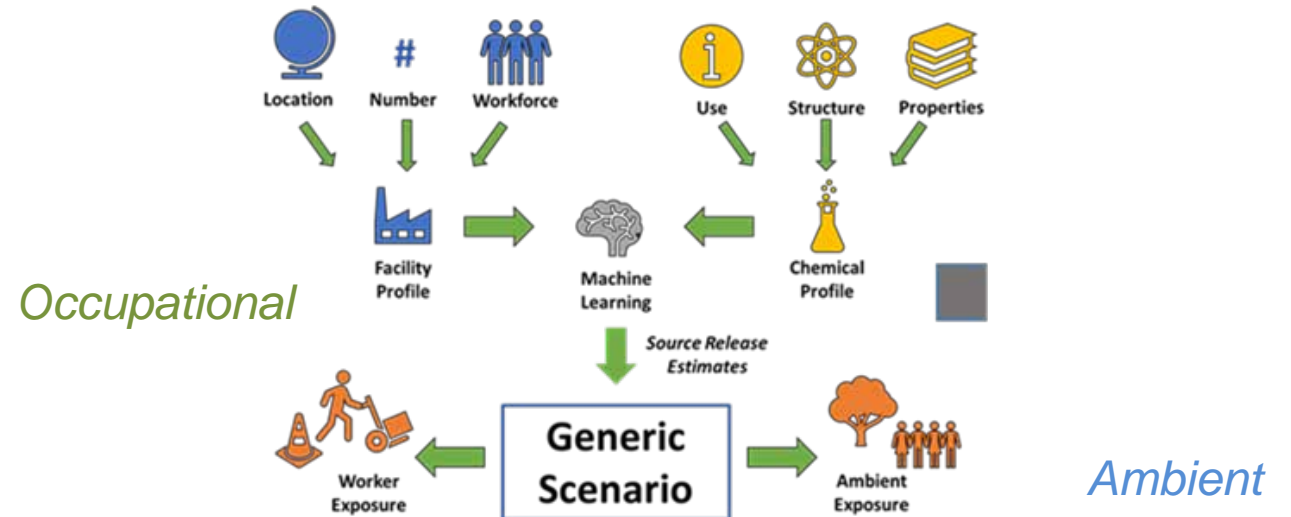 #
Location
Number
Workforce
Use
Structure
Properties
Facility
Profile
Machine
Learning
Chemical
Profile
Occupational
Source Release
Estimates
Generic
Scenario
Worker
Exposure
Ambient
Exposure
Ambient